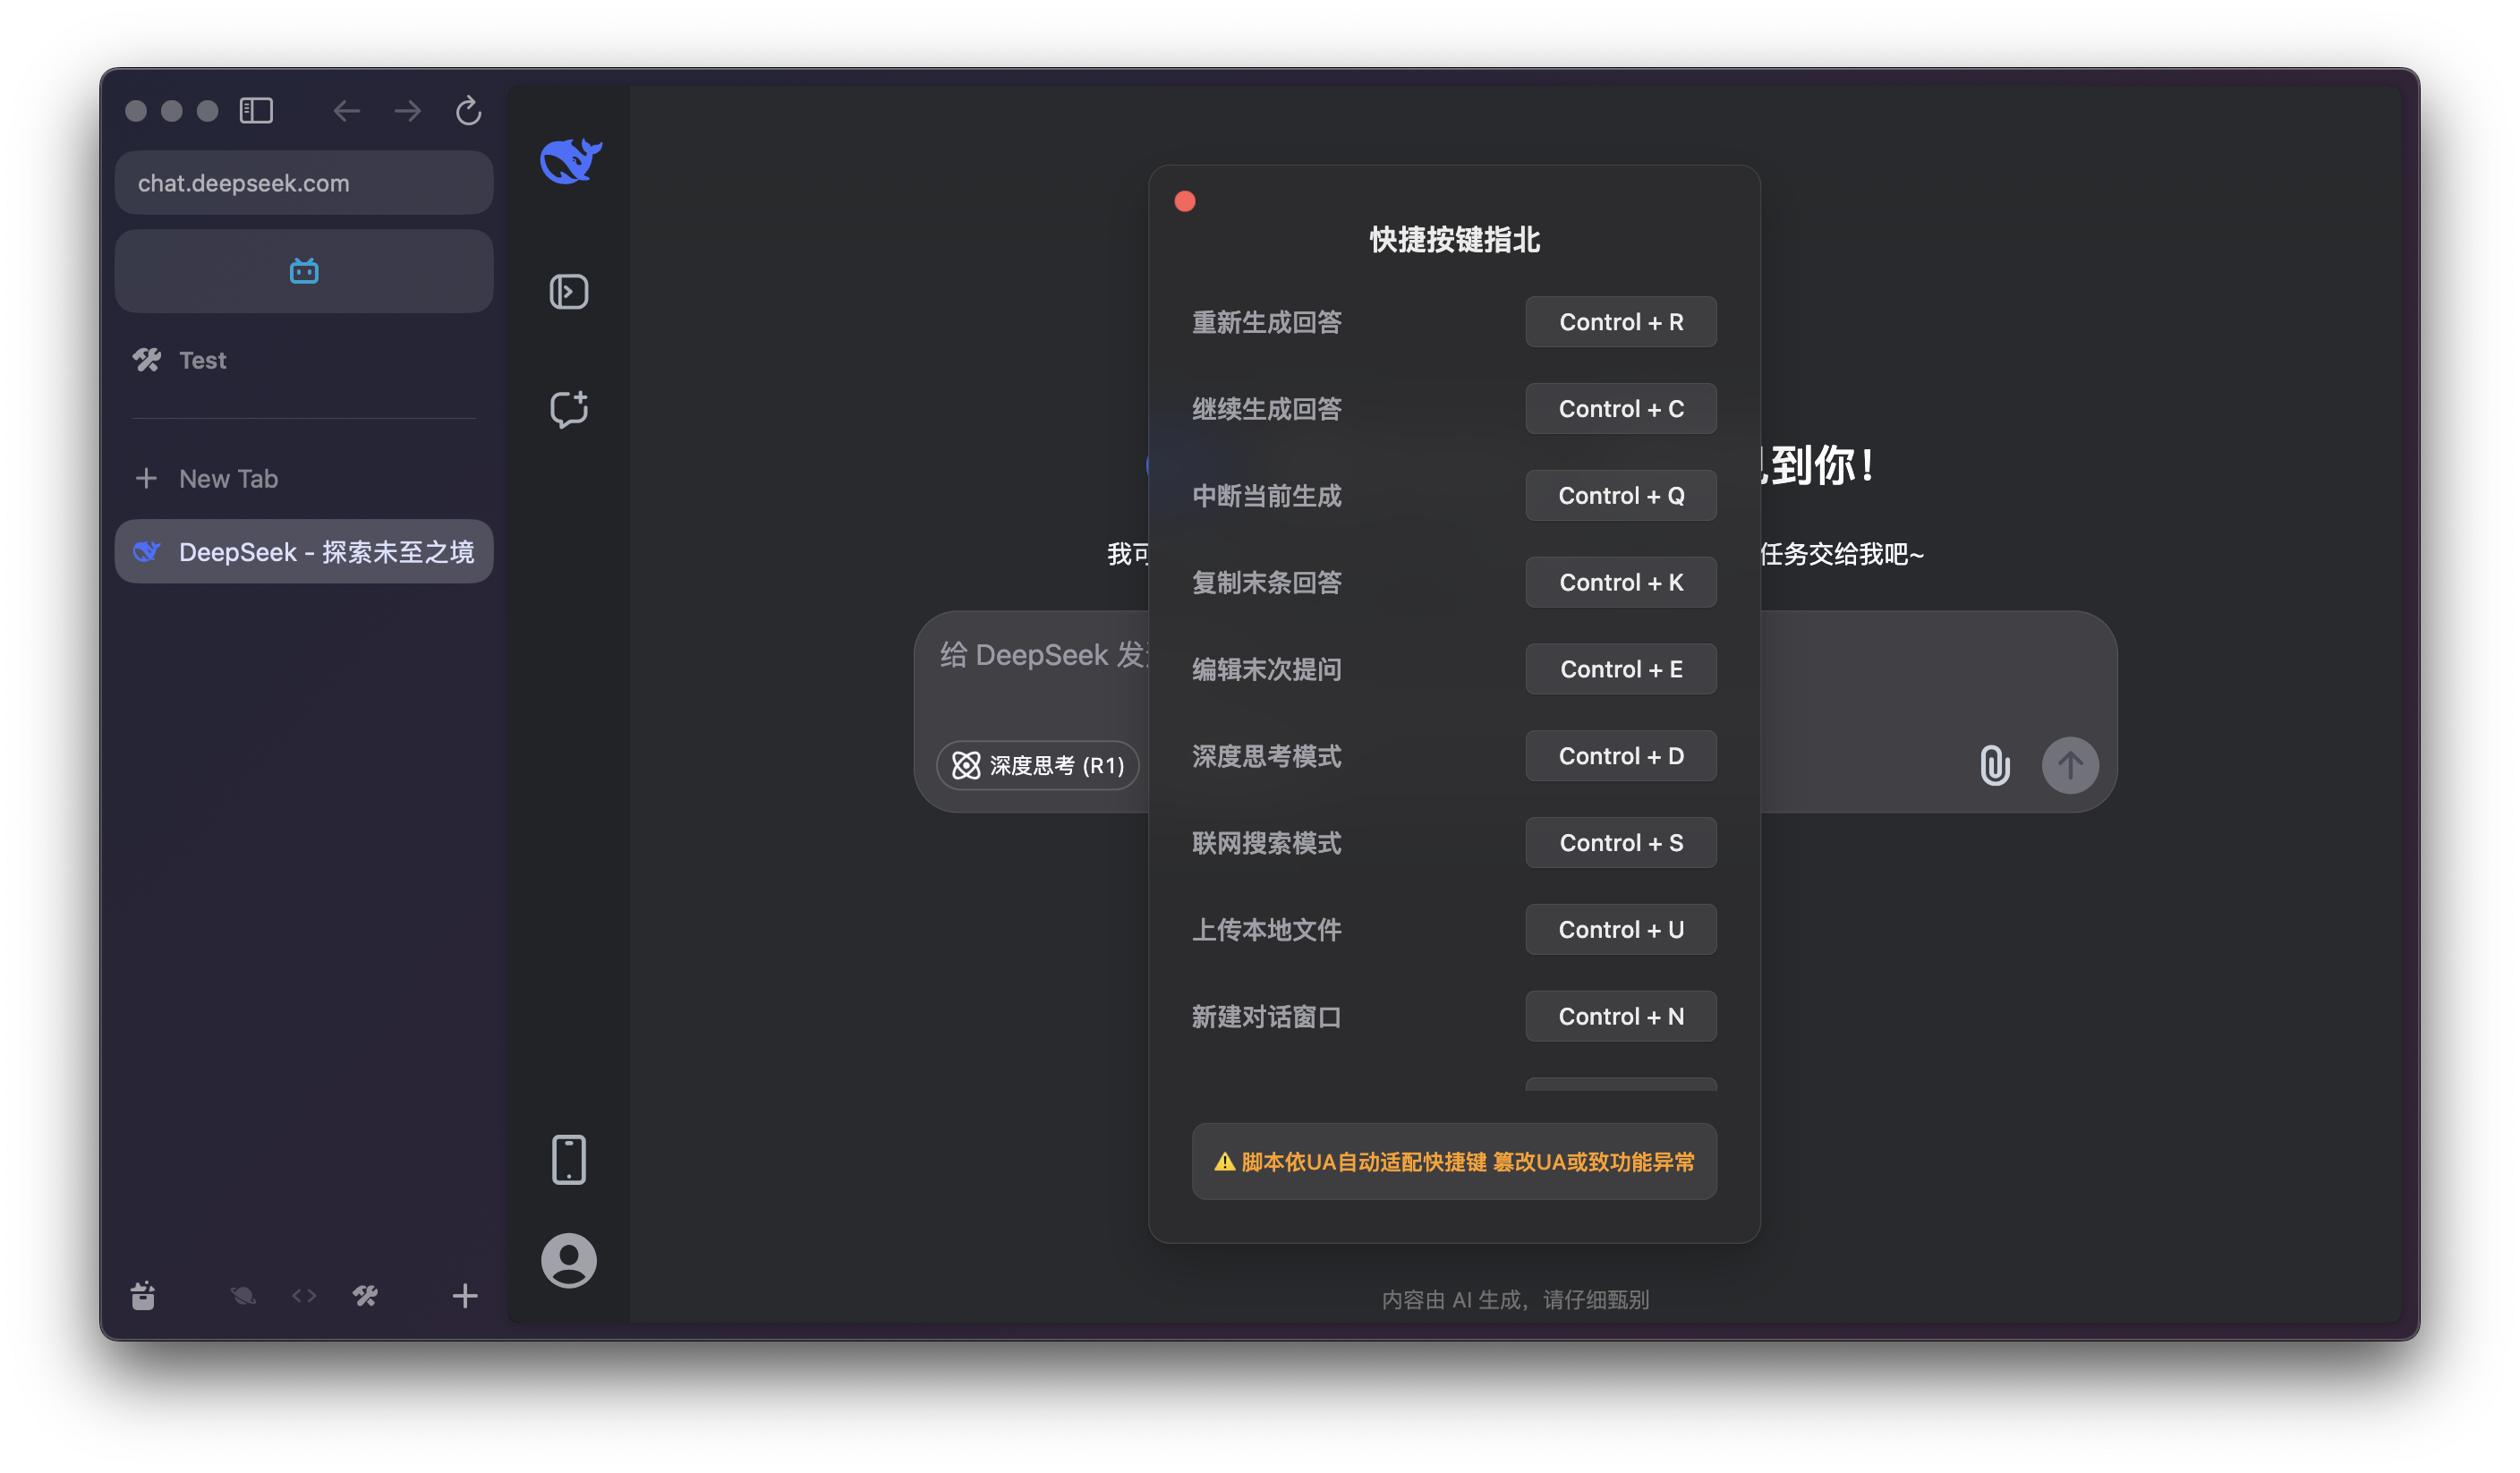 chat.deepseek.com
Test
New Tab
DeepSeek - 探索未至之境
快捷按键指北
重新生成回答 Control + R
继续生成回答 Control + C
中断当前生成 Control + Q
复制末条回答 Control + K
编辑末次提问 Control + E
深度思考模式 Control + D
联网搜索模式 Control + S
上传本地文件 Control + U
新建对话窗口 Control + N
⚠️ 脚本依UA自动适配快捷键 篡改UA或致功能异常
到你!
我可
任务交给我吧~
给 DeepSeek 发
深度思考 (R1)
内容由 AI 生成，请仔细甄别